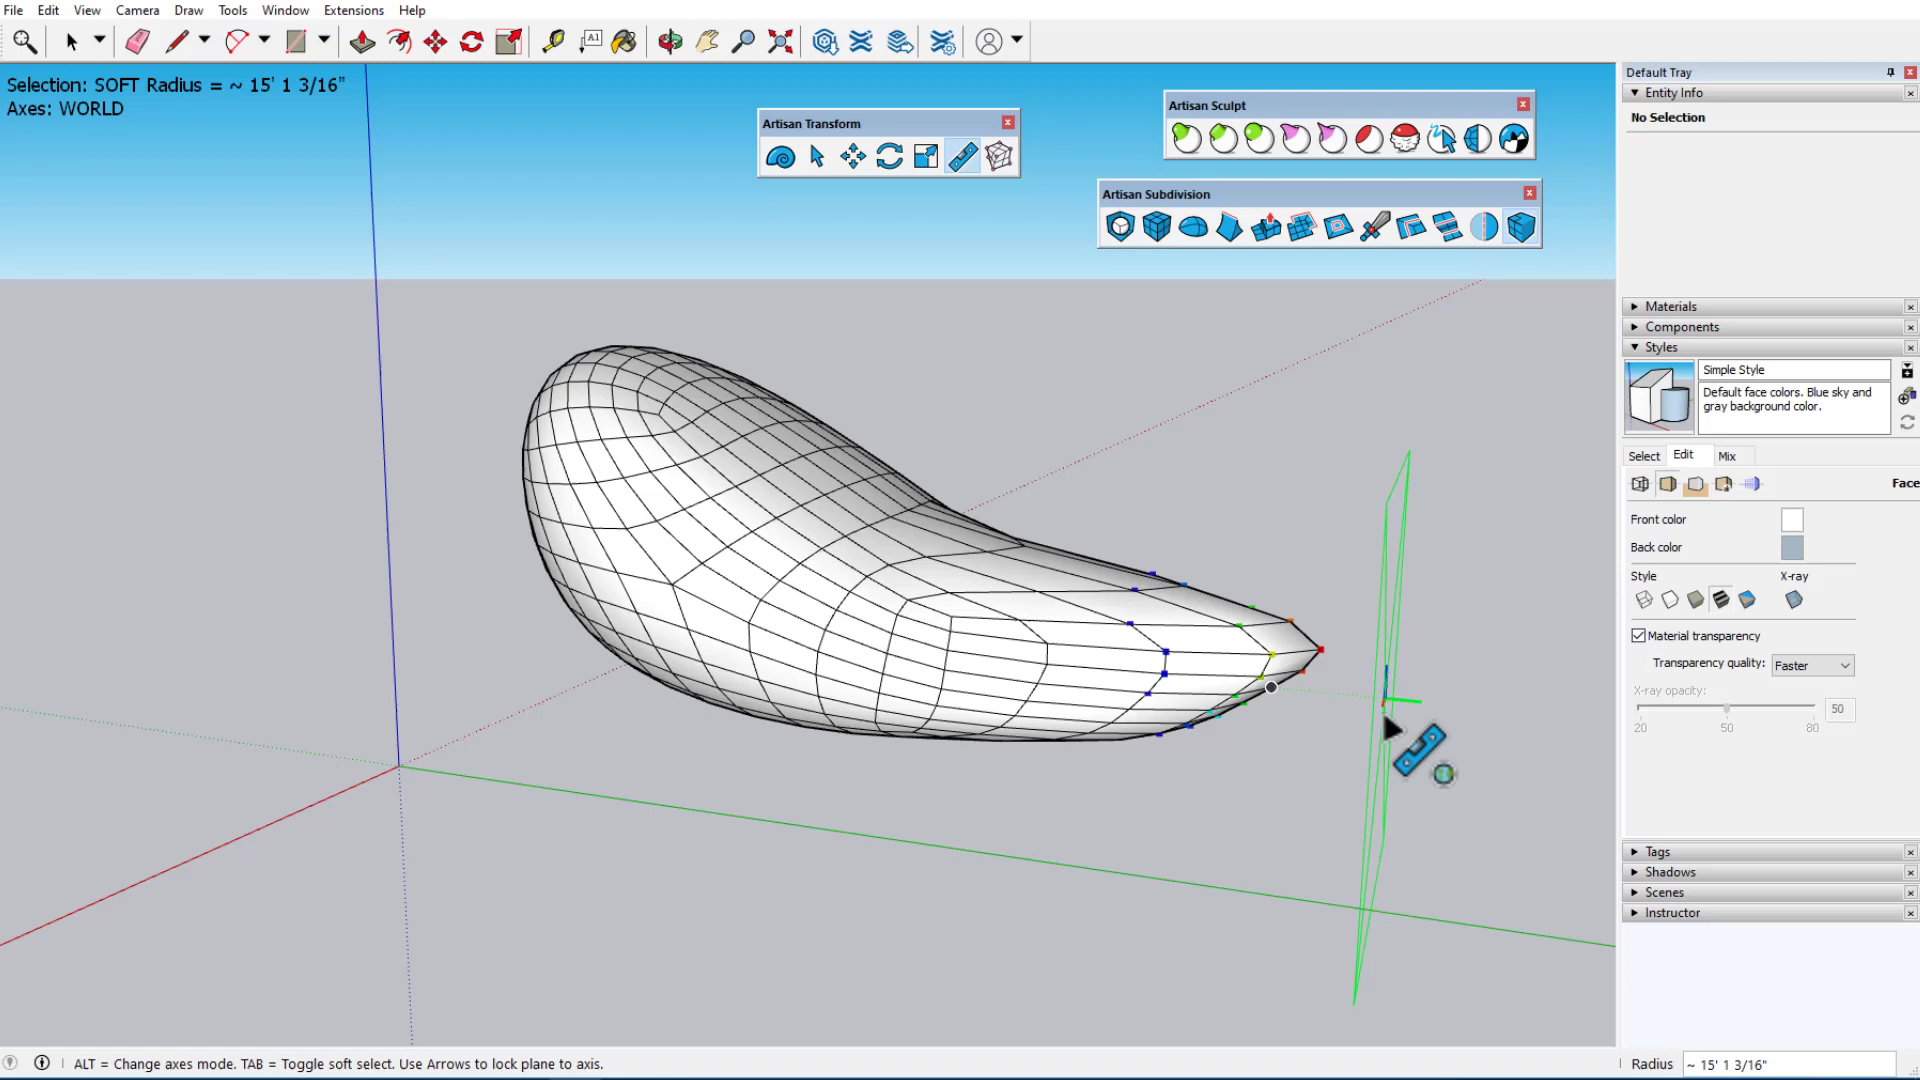 File Edit View Camera Draw Tools Window Extensions Help
Selection: SOFT Radius = ~ 15' 1 3/16"
Axes: WORLD
Artisan Transform
Artisan Sculpt
Artisan Subdivision
A1
Default Tray
Entity Info
No Selection
Materials
Components
Styles
Simple Style
Default face colors. Blue sky and
gray background color.
Select Edit Mix
Face
Front color
Back color
Style X-ray
Material transparency
Transparency quality: Faster
X-ray opacity:
50
20 50 80
Tags
Shadows
Scenes
Instructor
ALT = Change axes mode. TAB = Toggle soft select. Use Arrows to lock plane to axis.
Radius ~ 15' 1 3/16"